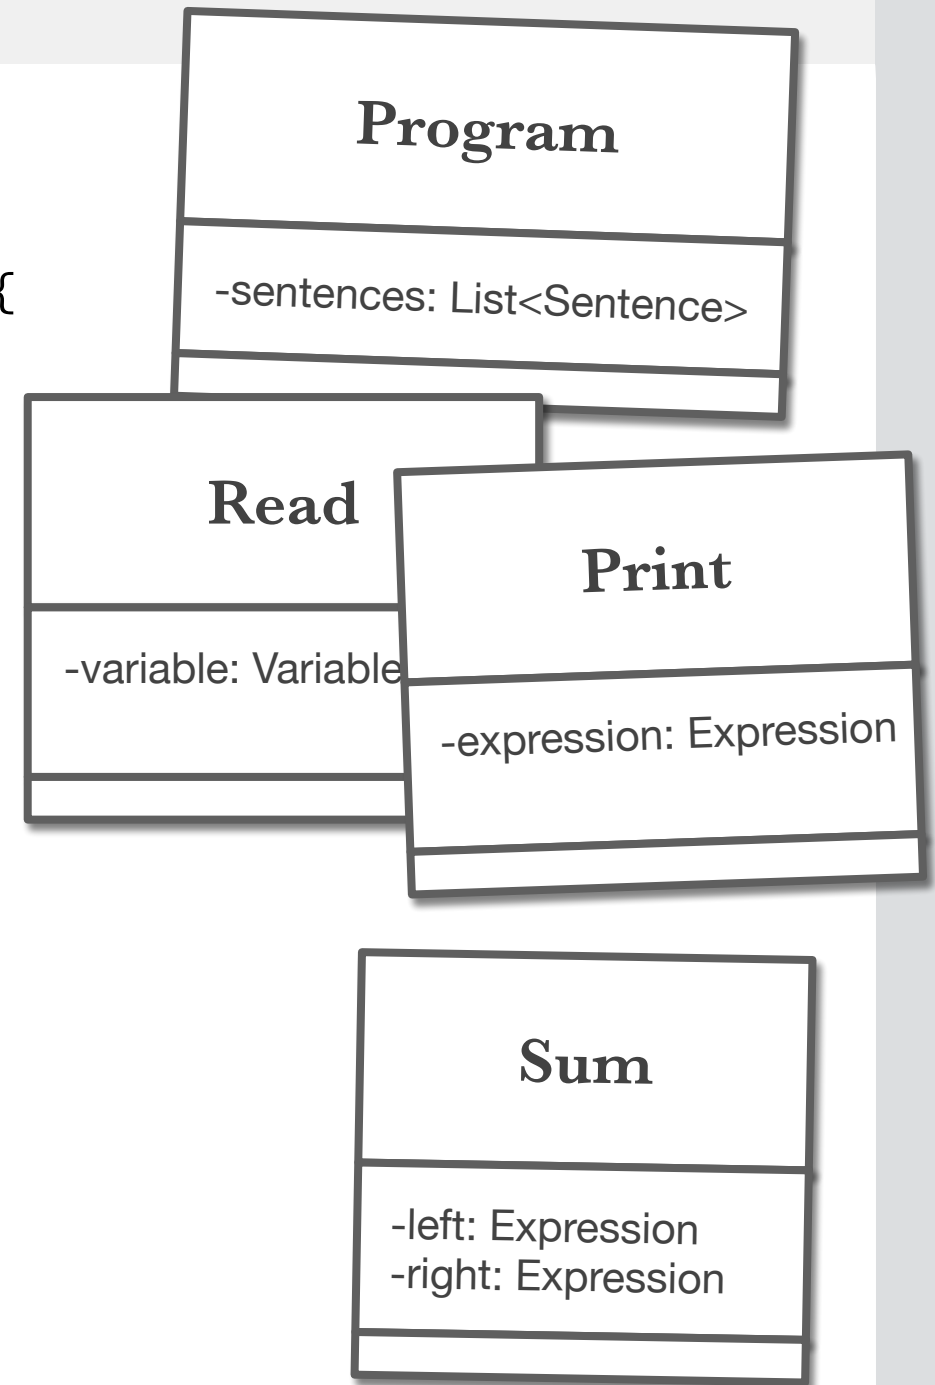 Program
{
-sentences: List<Sentence>
Read
Print
-variable: Variable
-expression: Expression
Sum
-left: Expression
-right: Expression